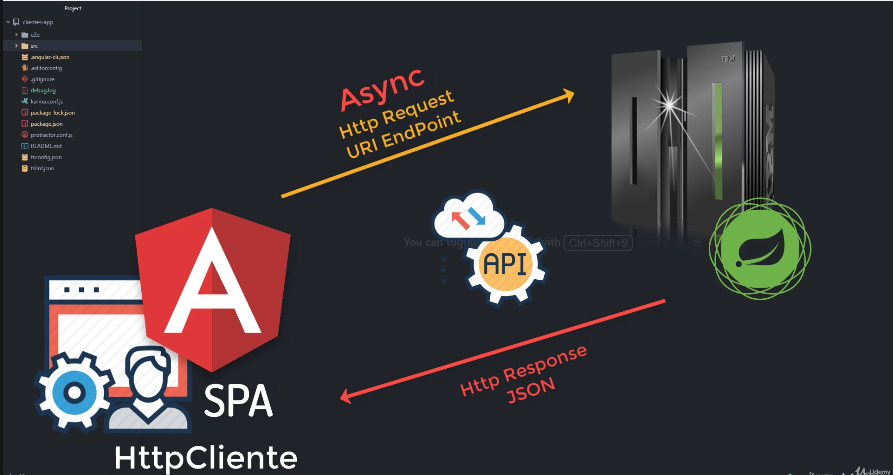 Project
clientes-app
e2e
src
.angular-cli.json
.editorconfig
.gitignore
debug.log
karma.conf.js
package-lock.json
package.json
protractor.conf.js
README.md
tsconfig.json
tslint.json
Async
Http Request
URI EndPoint
IBM
You can togg
with Ctrl+Shift+9
API
Http Response
JSON
SPA
HttpCliente
Udemy